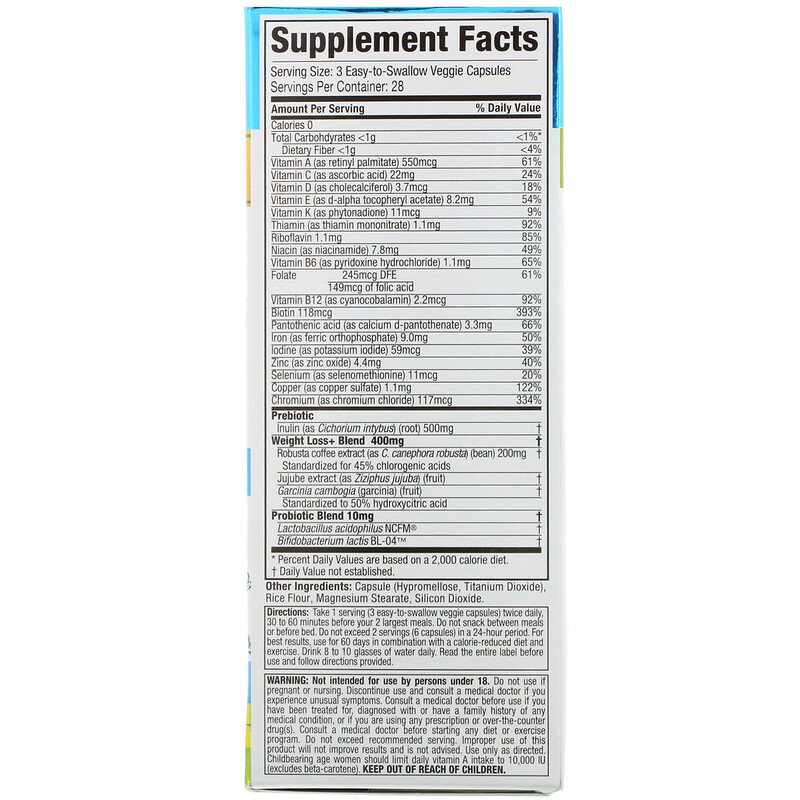 Supplement Facts
Serving Size: 3 Easy-to-Swallow Veggie Capsules
Servings Per Container: 28
Amount Per Serving % Daily Value
Calories 0
Total Carbohdyrates <1g <1%*
Dietary Fiber <1g <4%
Vitamin A (as retinyl palmitate) 550mcg 61%
Vitamin C (as ascorbic acid) 22mg 24%
Vitamin D (as cholecalciferol) 3.7mcg 18%
Vitamin E (as d-alpha tocopheryl acetate) 8.2mg 54%
Vitamin K (as phytonadione) 11mcg 9%
Thiamin (as thiamin mononitrate) 1.1mg 92%
Riboflavin 1.1mg 85%
Niacin (as niacinamide) 7.8mg 49%
Vitamin B6 (as pyridoxine hydrochloride) 1.1mg 65%
Folate 245mcg DFE 61%
149mcg of folic acid
Vitamin B12 (as cyanocobalamin) 2.2mcg 92%
Biotin 118mcg 393%
Pantothenic acid (as calcium d-pantothenate) 3.3mg 66%
Iron (as ferric orthophosphate) 9.0mg 50%
Iodine (as potassium iodide) 59mcg 39%
Zinc (as zinc oxide) 4.4mg 40%
Selenium (as selenomethionine) 11mcg 20%
Copper (as copper sulfate) 1.1mg 122%
Chromium (as chromium chloride) 117mcg 334%
Prebiotic
Inulin (as Cichorium intybus) (root) 500mg †
Weight Loss+ Blend 400mg †
Robusta coffee extract (as C. canephora robusta) (bean) 200mg †
Standardized for 45% chlorogenic acids
Jujube extract (as Ziziphus jujuba) (fruit) †
Garcinia cambogia (garcinia) (fruit) †
Standardized to 50% hydroxycitric acid
Probiotic Blend 10mg †
Lactobacillus acidophilus NCFM® †
Bifidobacterium lactis BL-04™ †
* Percent Daily Values are based on a 2,000 calorie diet.
† Daily Value not established.
Other Ingredients: Capsule (Hypromellose, Titanium Dioxide),
Rice Flour, Magnesium Stearate, Silicon Dioxide.
Directions: Take 1 serving (3 easy-to-swallow veggie capsules) twice daily,
30 to 60 minutes before your 2 largest meals. Do not snack between meals
or before bed. Do not exceed 2 servings (6 capsules) in a 24-hour period. For
best results, use for 60 days in combination with a calorie-reduced diet and
exercise. Drink 8 to 10 glasses of water daily. Read the entire label before
use and follow directions provided.
WARNING: Not intended for use by persons under 18. Do not use if
pregnant or nursing. Discontinue use and consult a medical doctor if you
experience unusual symptoms. Consult a medical doctor before use if you
have been treated for, diagnosed with or have a family history of any
medical condition, or if you are using any prescription or over-the-counter
drug(s). Consult a medical doctor before starting any diet or exercise
program. Do not exceed recommended serving. Improper use of this
product will not improve results and is not advised. Use only as directed.
Childbearing age women should limit daily vitamin A intake to 10,000 IU
(excludes beta-carotene). KEEP OUT OF REACH OF CHILDREN.